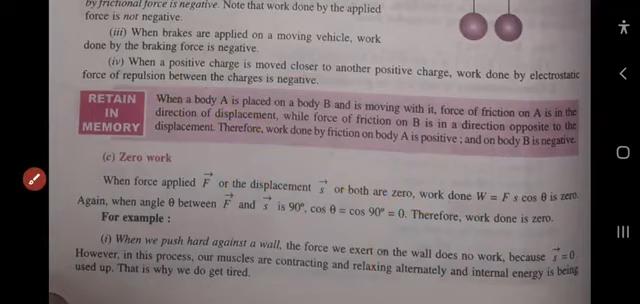 by frictional force is negative. Note that work done by the applied
force is not negative.
(iii) When brakes are applied on a moving vehicle, work
done by the braking force is negative.
(iv) When a positive charge is moved closer to another positive charge, work done by electrostatic
force of repulsion between the charges is negative.
RETAIN
IN
MEMORY
When a body A is placed on a body B and is moving with it, force of friction on A is in the
direction of displacement, while force of friction on B is in a direction opposite to the
displacement. Therefore, work done by friction on body A is positive ; and on body B is negative.
(c) Zero work
When force applied F⃗ or the displacement s⃗ or both are zero, work done W = F s cos θ is zero.
Again, when angle θ between F⃗ and s⃗ is 90°, cos θ = cos 90° = 0. Therefore, work done is zero.
For example :
(i) When we push hard against a wall, the force we exert on the wall does no work, because s⃗ = 0.
However, in this process, our muscles are contracting and relaxing alternately and internal energy is being
used up. That is why we do get tired.